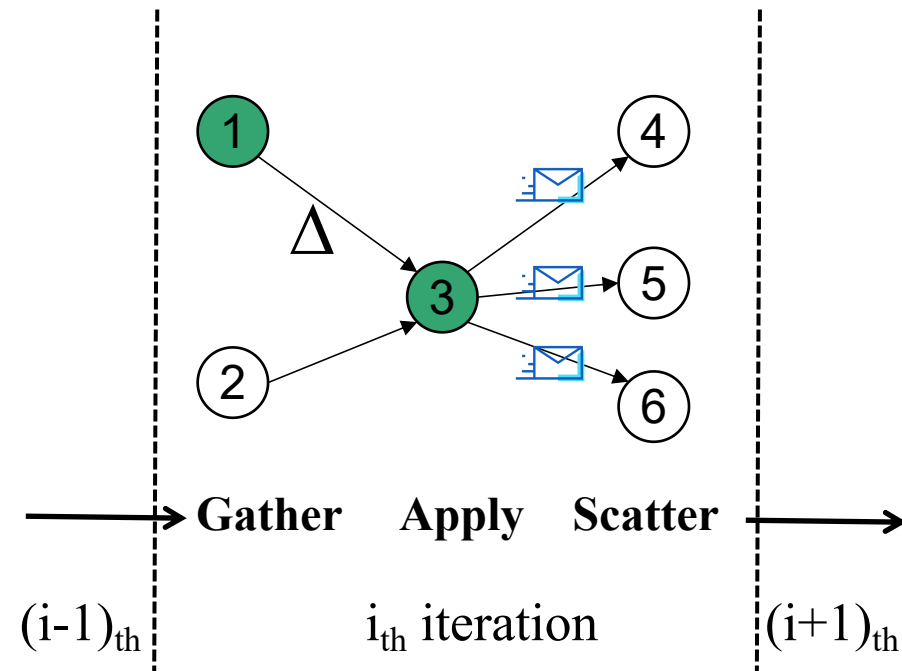 1
4
Δ
3
5
2
6
Gather Apply Scatter
(i-1)th ith iteration (i+1)th